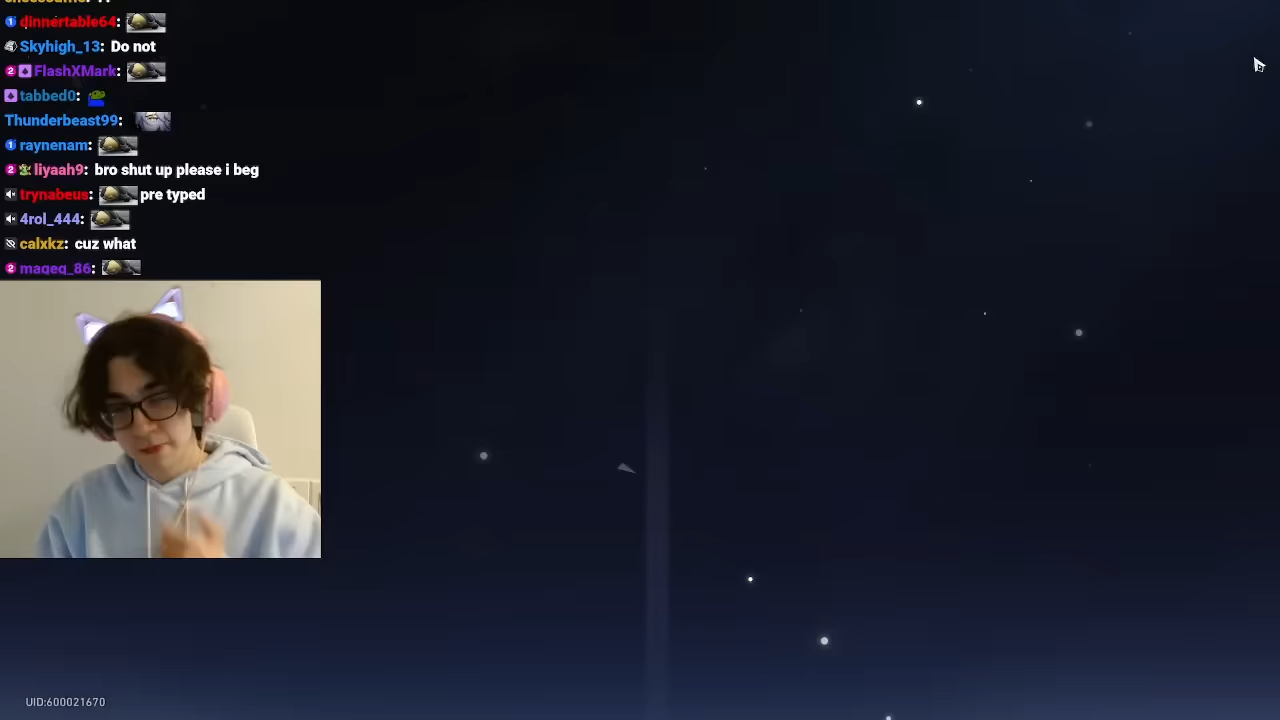 dinnertable64:
Skyhigh_13: Do not
FlashXMark:
tabbed0:
Thunderbeast99:
raynenam:
liyaah9: bro shut up please i beg
trynabeus: pre typed
4rol_444:
calxkz: cuz what
mageq_86:
UID:600021670